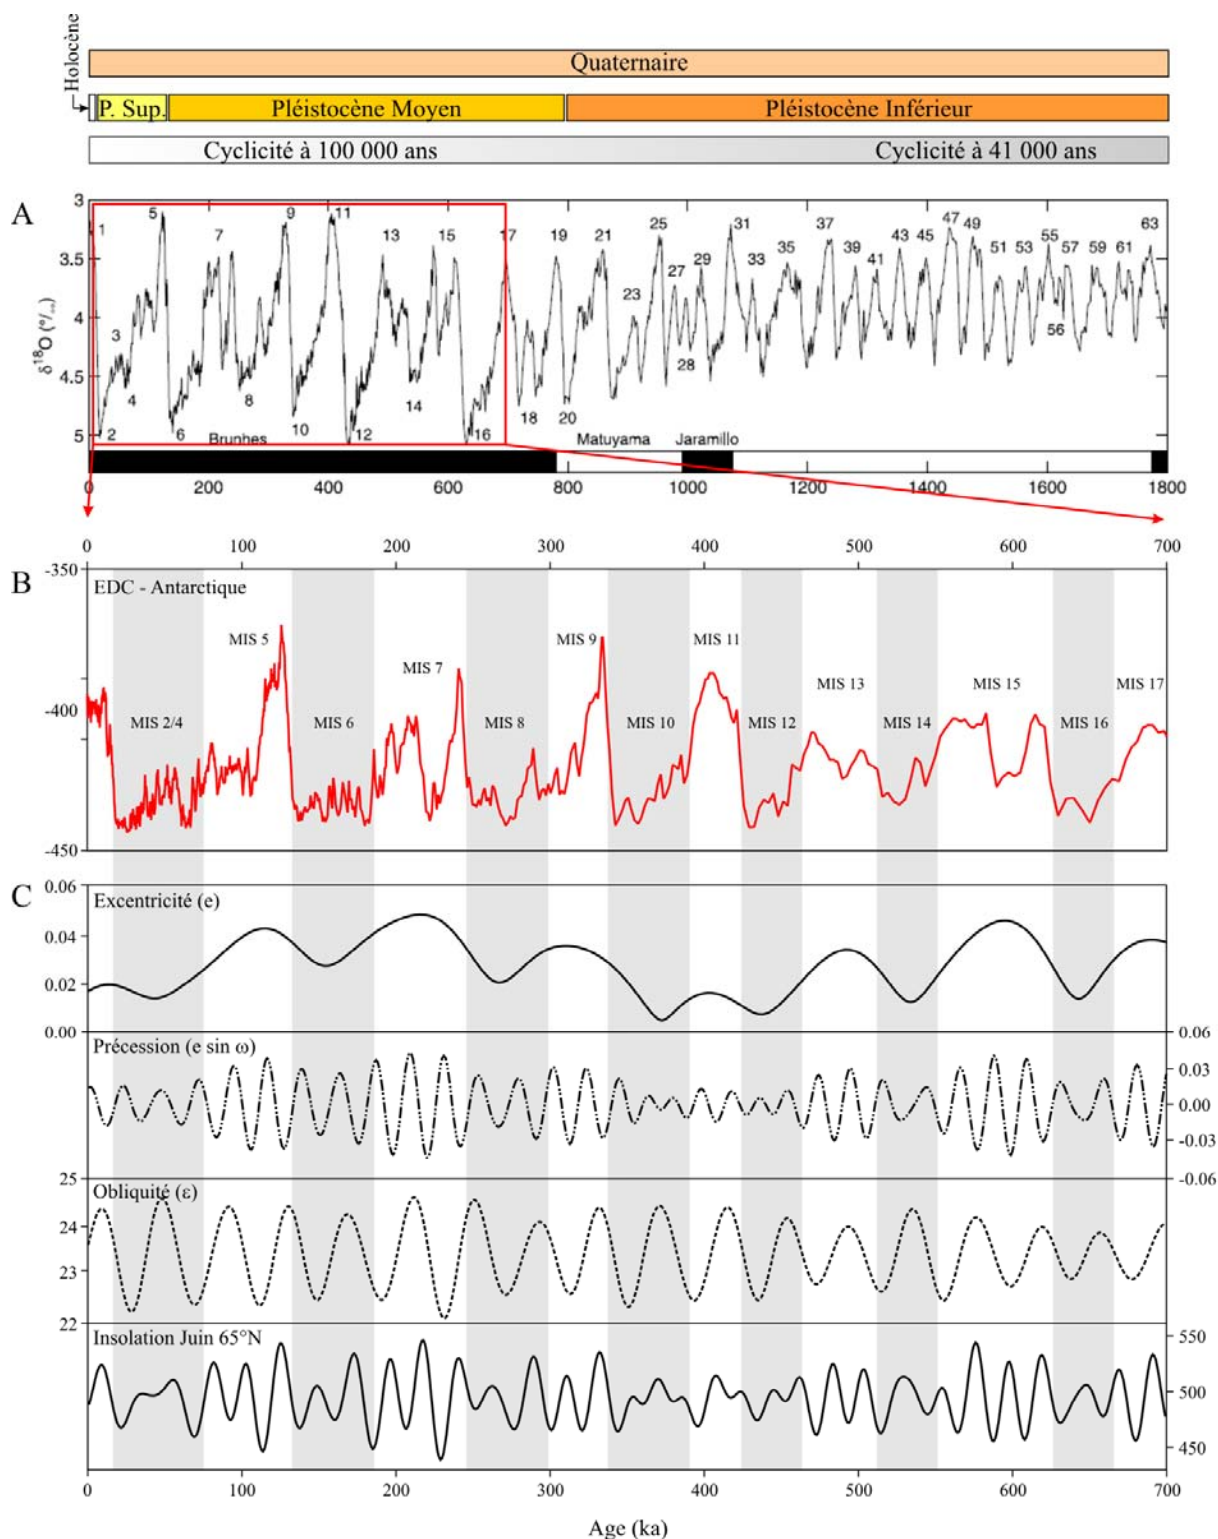 Holocène
Quaternaire
P. Sup. Pléistocène Moyen Pléistocène Inférieur
Cyclicité à 100 000 ans Cyclicité à 41 000 ans
A
3
3.5
4
4.5
5
δ18O (°/₀₀)
1 2 3 4 5 6 7 8 9 10 11 12 13 14 15 16 17 18 19 20 21 23 25 27 28 29 31 33 35 37 39 41 43 45 47 49 51 53 55 56 57 59 61 63
Brunhes Matuyama Jaramillo
0 200 400 600 800 1000 1200 1400 1600 1800
0 100 200 300 400 500 600 700
B
-350
-400
-450
EDC - Antarctique
MIS 2/4 MIS 5 MIS 6 MIS 7 MIS 8 MIS 9 MIS 10 MIS 11 MIS 12 MIS 13 MIS 14 MIS 15 MIS 16 MIS 17
C
0.06
0.04
0.02
0.00
Excentricité (e)
Précession (e sin ω)
0.06
0.03
0.00
-0.03
-0.06
25
24
23
22
Obliquité (ε)
Insolation Juin 65°N
550
500
450
0 100 200 300 400 500 600 700
Age (ka)